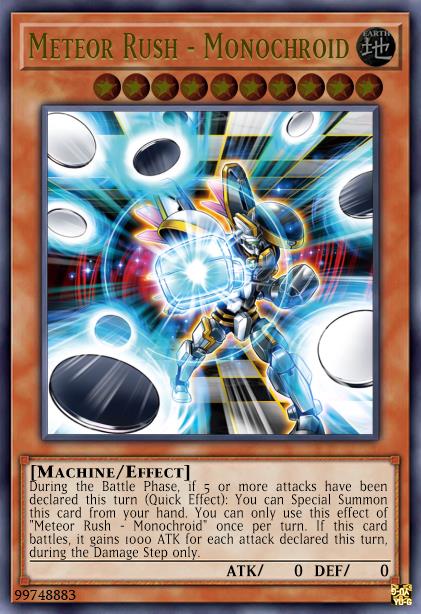 Meteor Rush - Monochroid
EARTH
地
[Machine/Effect]
During the Battle Phase, if 5 or more attacks have been
declared this turn (Quick Effect): You can Special Summon
this card from your hand. You can only use this effect of
"Meteor Rush - Monochroid" once per turn. If this card
battles, it gains 1000 ATK for each attack declared this turn,
during the Damage Step only.
ATK/ 0 DEF/ 0
99748883